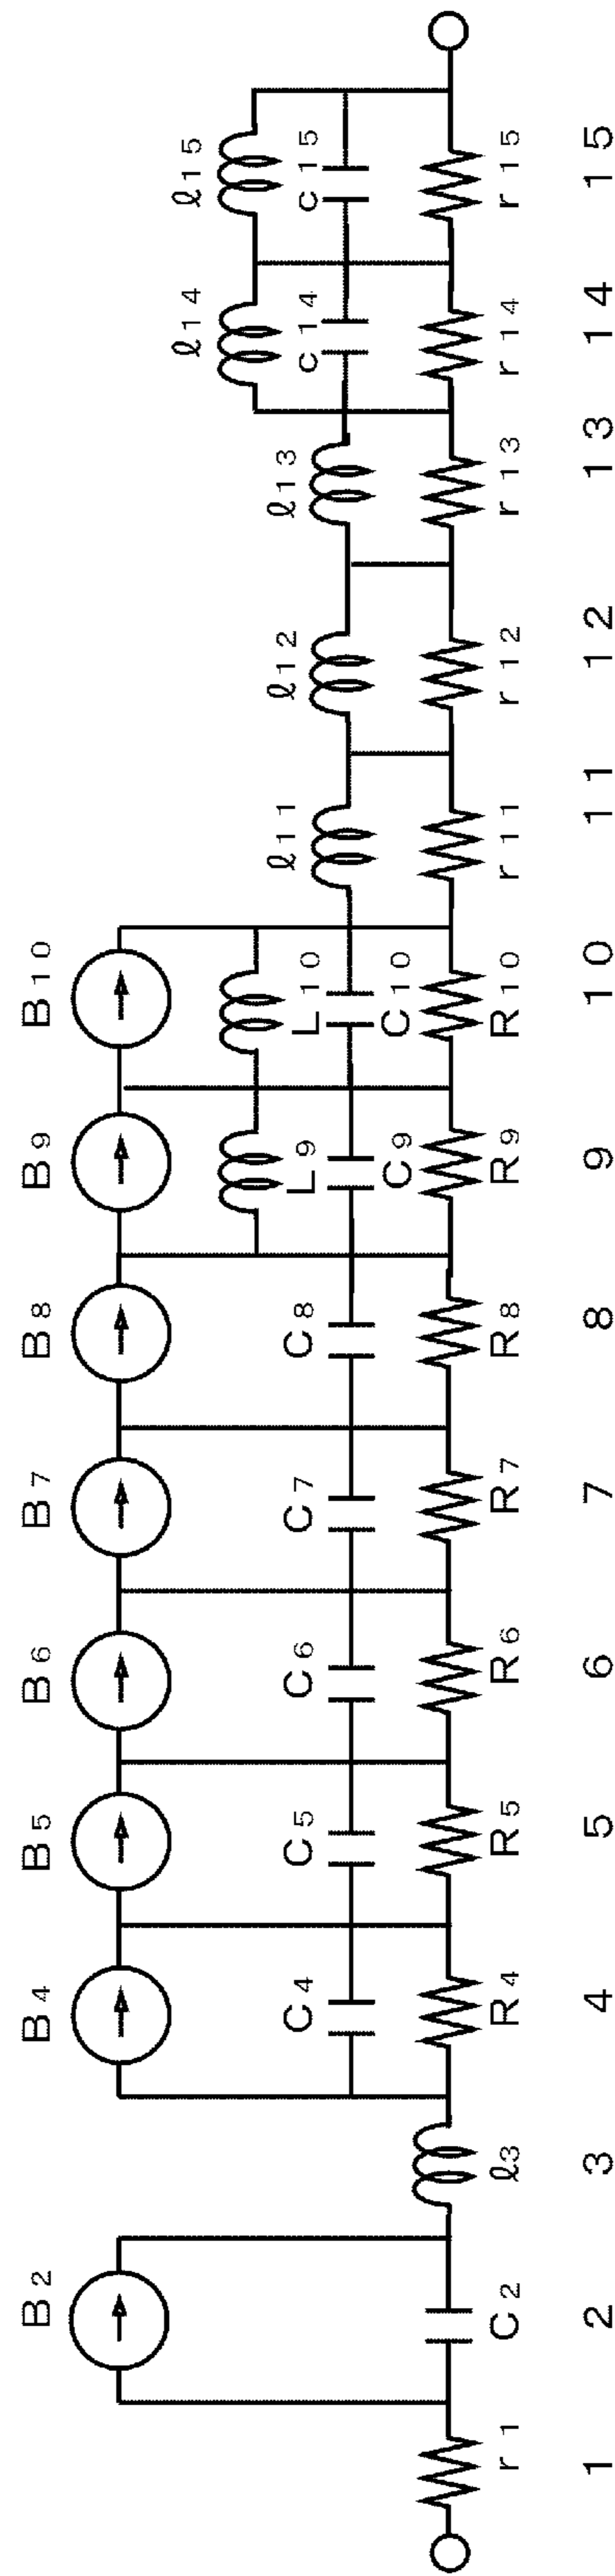 B2 B4 B5 B6 B7 B8 B9 B10
ℓ14 ℓ15
ℓ11 ℓ12 ℓ13
C4 C5 C6 C7 C8 L9 L10 c14 c15
C9 C10
r1 C2 ℓ3 R4 R5 R6 R7 R8 R9 R10 r11 r12 r13 r14 r15
1 2 3 4 5 6 7 8 9 10 11 12 13 14 15